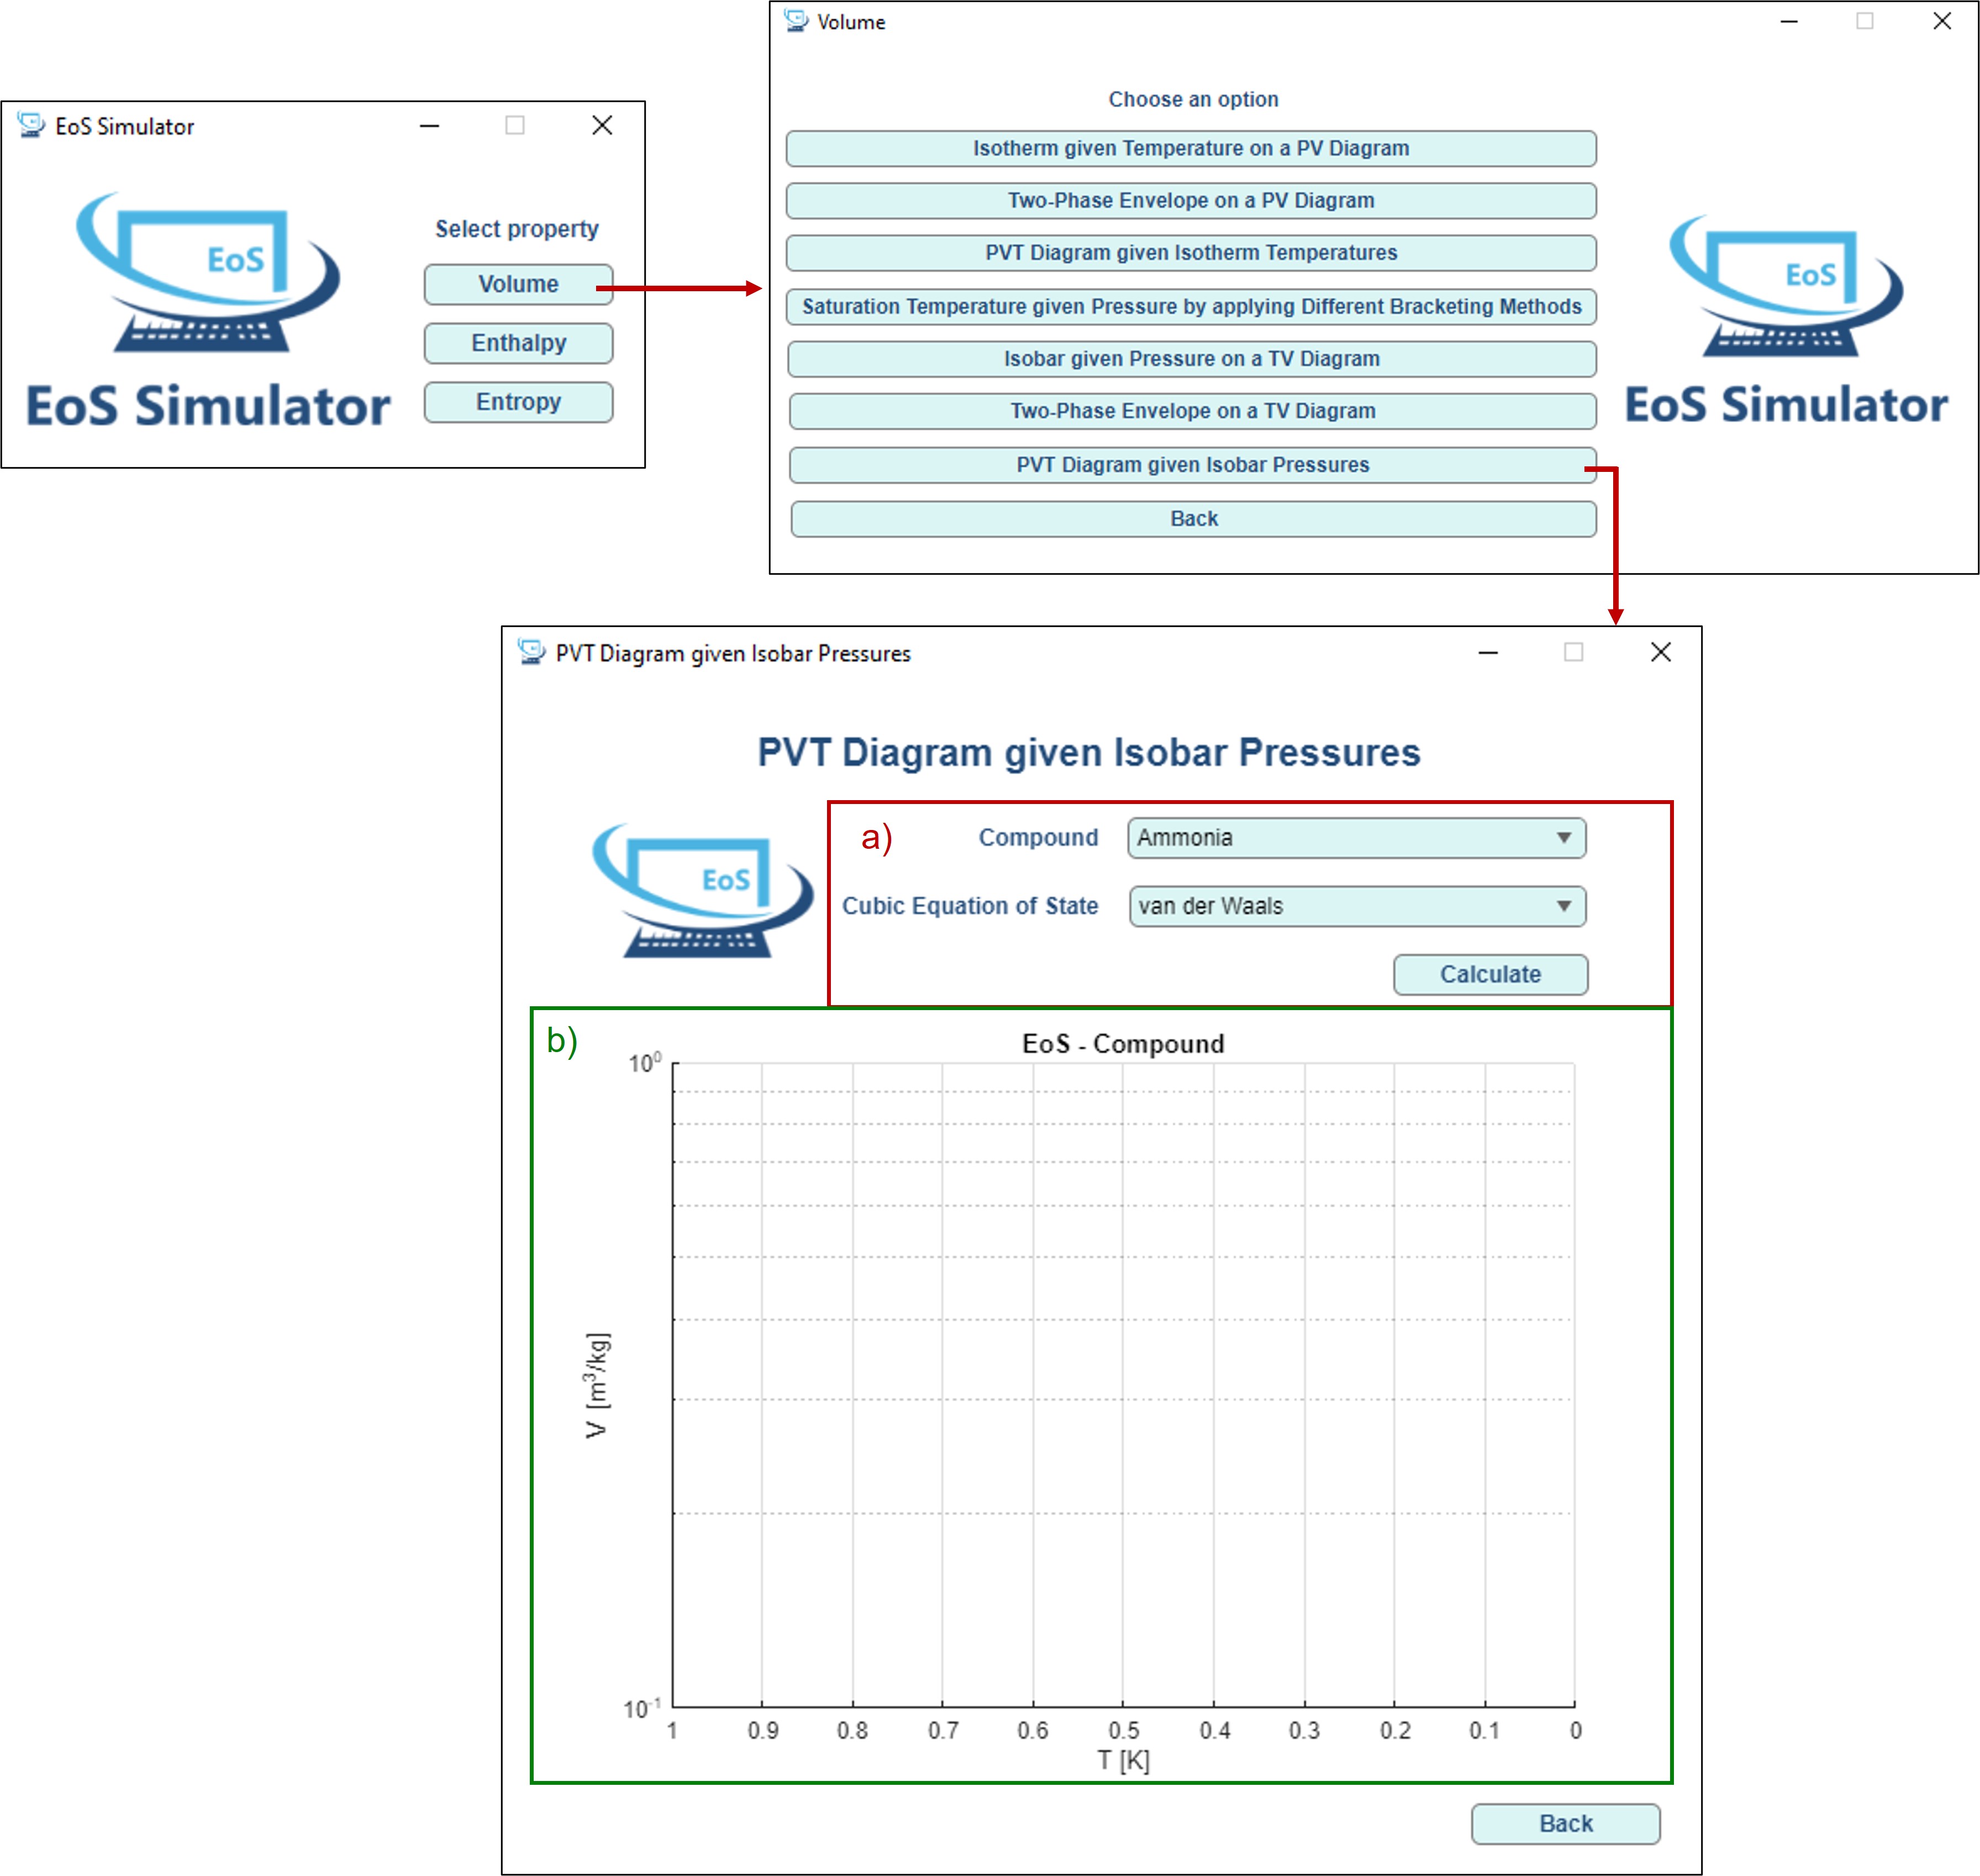 EoS Simulator
EoS
EoS Simulator
Select property
Volume
Enthalpy
Entropy
Volume
Choose an option
Isotherm given Temperature on a PV Diagram
Two-Phase Envelope on a PV Diagram
PVT Diagram given Isotherm Temperatures
Saturation Temperature given Pressure by applying Different Bracketing Methods
Isobar given Pressure on a TV Diagram
Two-Phase Envelope on a TV Diagram
PVT Diagram given Isobar Pressures
Back
EoS
EoS Simulator
PVT Diagram given Isobar Pressures
PVT Diagram given Isobar Pressures
EoS
a)
Compound Ammonia
Cubic Equation of State van der Waals
Calculate
b)
EoS - Compound
10⁰
V [m³/kg]
10⁻¹
1 0.9 0.8 0.7 0.6 0.5 0.4 0.3 0.2 0.1 0
T [K]
Back